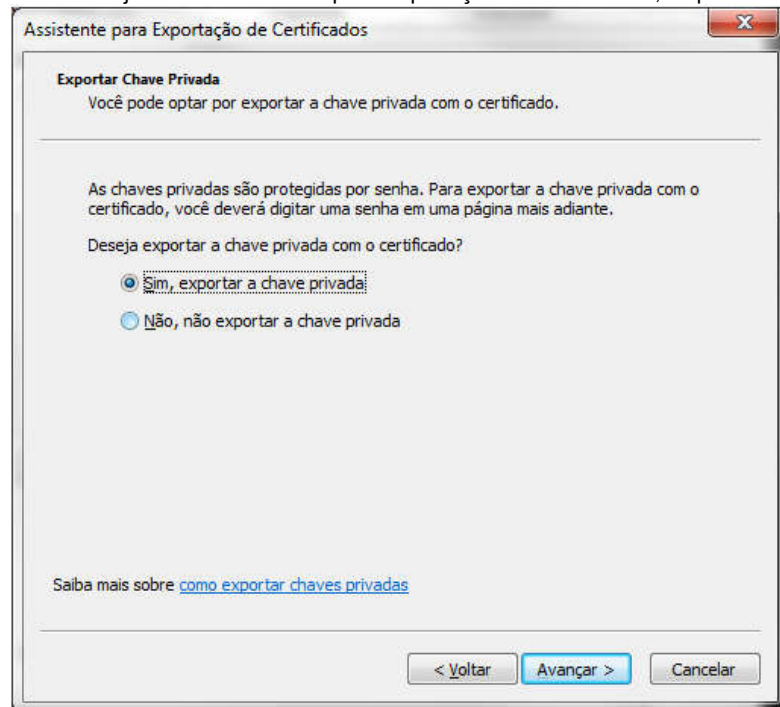 Assistente para Exportação de Certificados
Exportar Chave Privada
Você pode optar por exportar a chave privada com o certificado.
As chaves privadas são protegidas por senha. Para exportar a chave privada com o
certificado, você deverá digitar uma senha em uma página mais adiante.
Deseja exportar a chave privada com o certificado?
Sim, exportar a chave privada
Não, não exportar a chave privada
Saiba mais sobre como exportar chaves privadas
< Voltar Avançar > Cancelar